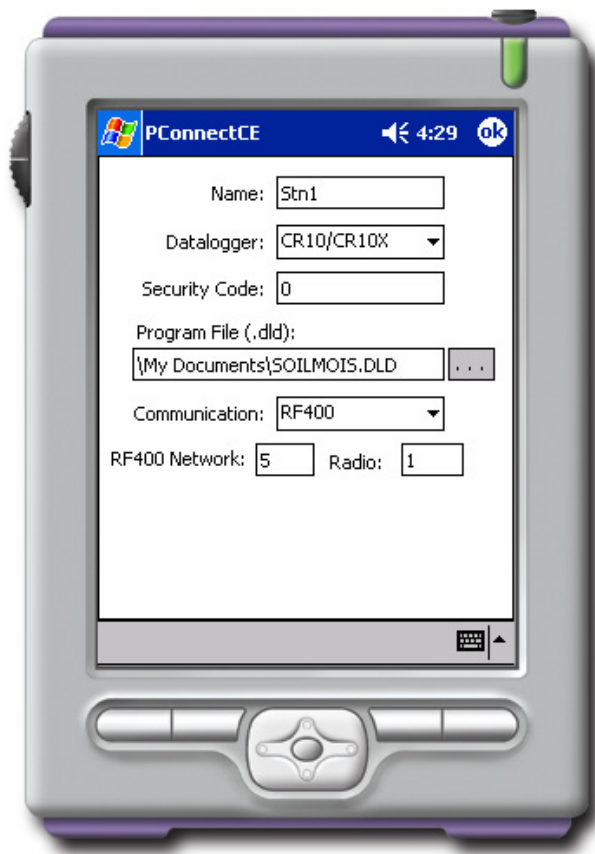 PConnectCE 4:29 ok
Name: Stn1
Datalogger: CR10/CR10X
Security Code: 0
Program File (.dld):
\My Documents\SOILMOIS.DLD ...
Communication: RF400
RF400 Network: 5 Radio: 1